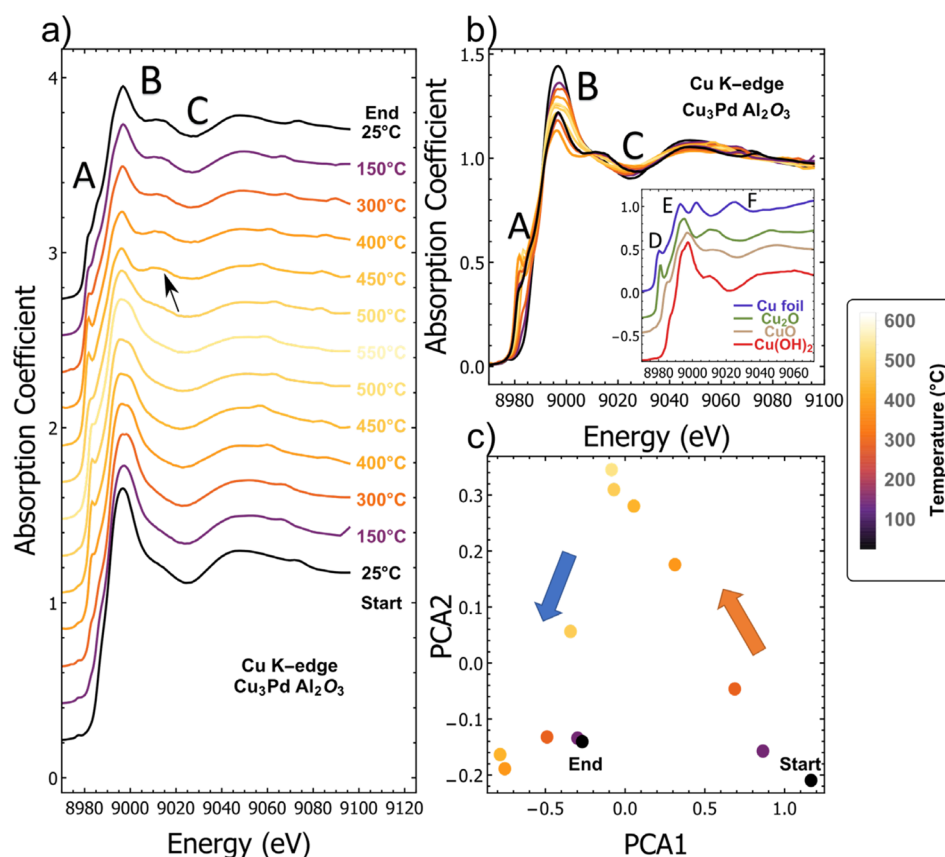 a)
Absorption Coefficient
4
3
2
1
0
A
B
C
End
25°C
150°C
300°C
400°C
450°C
500°C
550°C
500°C
450°C
400°C
300°C
150°C
25°C
Start
Cu K-edge
Cu₃Pd Al₂O₃
8980 9000 9020 9040 9060 9080 9100 9120
Energy (eV)
b)
Absorption Coefficient
1.5
1.0
0.5
0.0
A
B
C
Cu K-edge
Cu₃Pd Al₂O₃
1.0
0.5
0.0
-0.5
D
E
F
Cu foil
Cu₂O
CuO
Cu(OH)₂
8980 9000 9020 9040 9060
8980 9000 9020 9040 9060 9080 9100
Energy (eV)
c)
PCA2
0.3
0.2
0.1
0.0
-0.1
-0.2
End
Start
-0.5 0.0 0.5 1.0
PCA1
600
500
400
300
200
100
Temperature (°C)